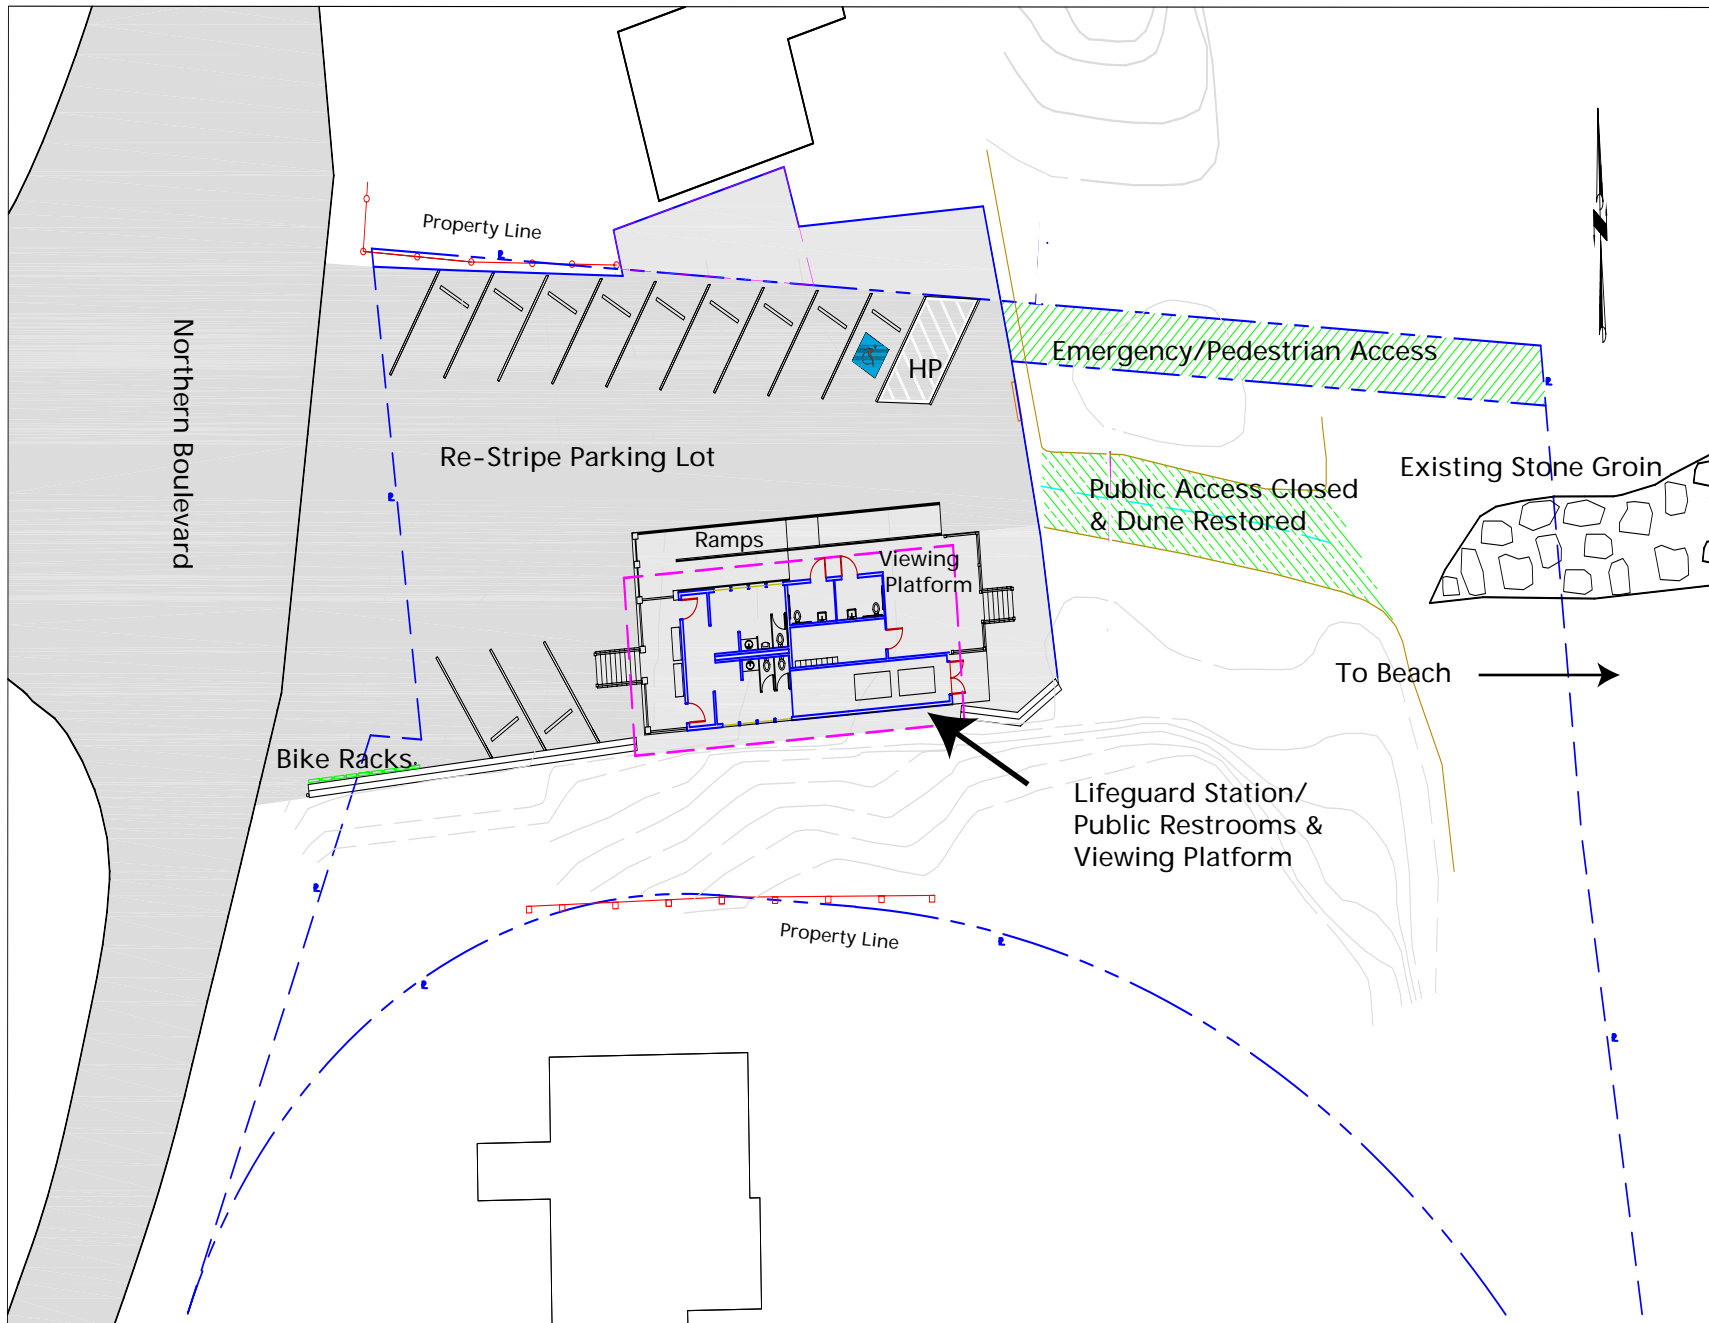 Property Line
Northern Boulevard
HP
Emergency/Pedestrian Access
Re-Stripe Parking Lot
Existing Stone Groin
Public Access Closed
& Dune Restored
Ramps
Viewing
Platform
To Beach
Bike Racks
Lifeguard Station/
Public Restrooms &
Viewing Platform
Property Line